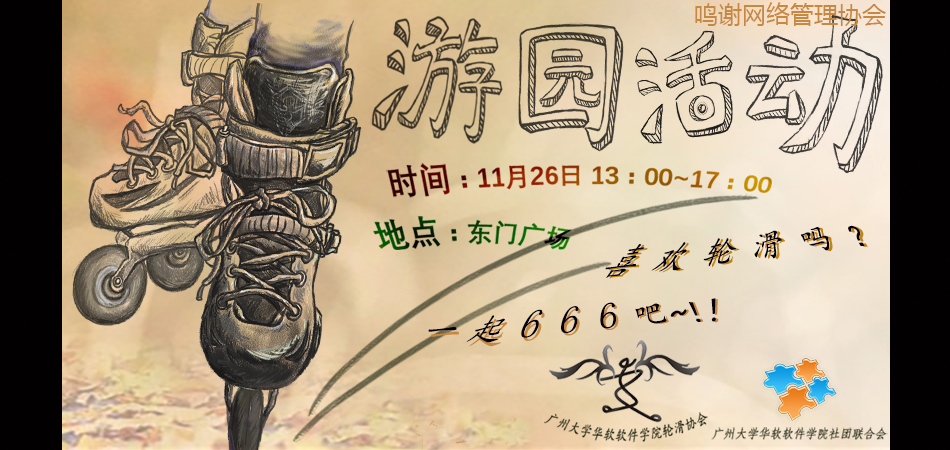 鸣谢网络管理协会
游园活动
时间：11月26日 13：00~17：00
地点：东门广场
喜欢轮滑吗？
一起666吧~!!
广州大学华软软件学院轮滑协会
广州大学华软软件学院社团联合会